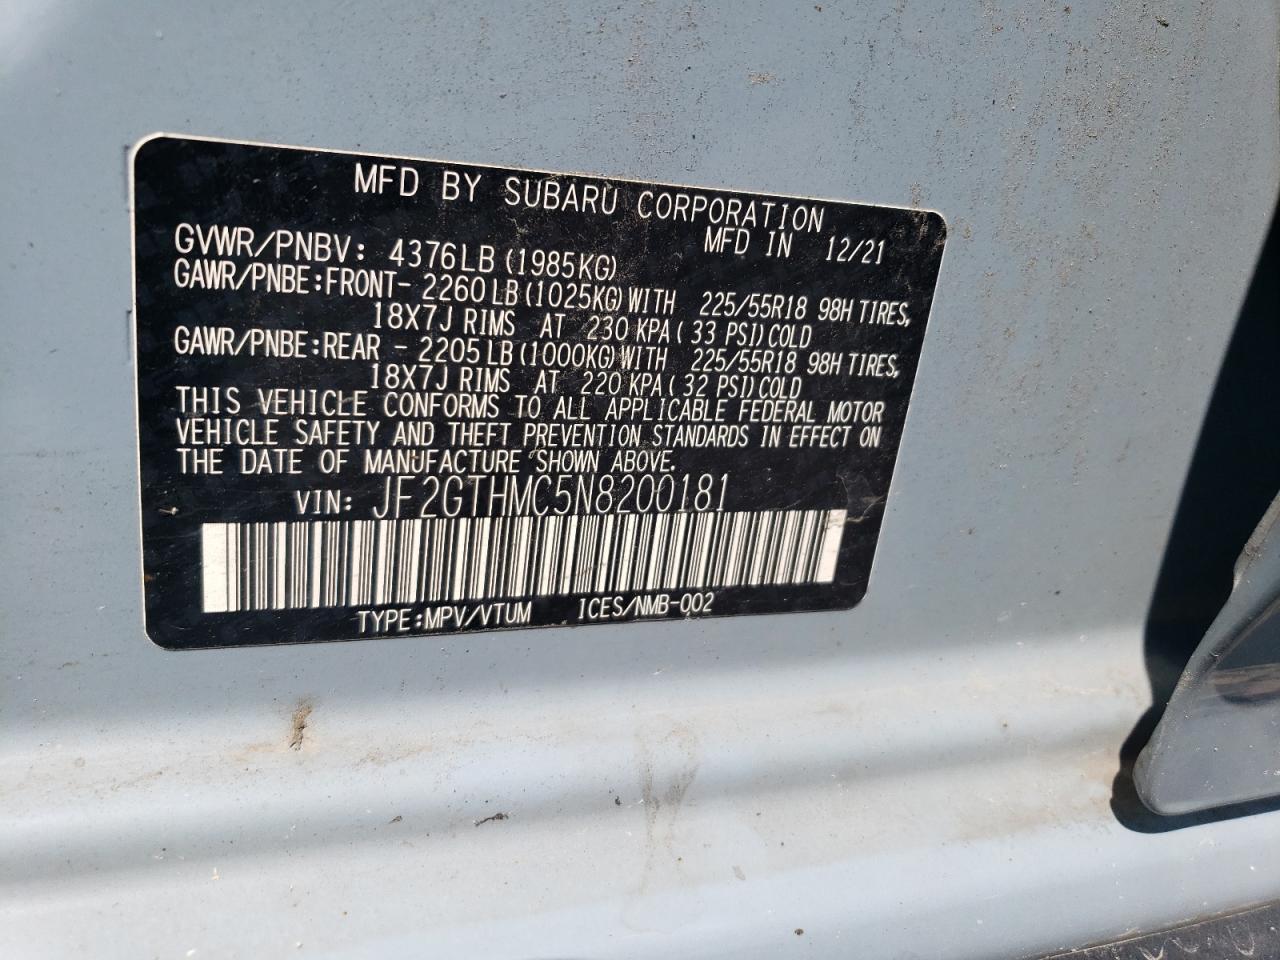 MFD BY SUBARU CORPORATION
MFD IN 12/21
GVWR/PNBV: 4376LB (1985KG)
GAWR/PNBE:FRONT- 2260LB (1025KG) WITH 225/55R18 98H TIRES,
18X7J RIMS AT 230 KPA ( 33 PSI) COLD
GAWR/PNBE:REAR - 2205LB (1000KG) WITH 225/55R18 98H TIRES,
18X7J RIMS AT 220 KPA ( 32 PSI) COLD
THIS VEHICLE CONFORMS TO ALL APPLICABLE FEDERAL MOTOR
VEHICLE SAFETY AND THEFT PREVENTION STANDARDS IN EFFECT ON
THE DATE OF MANUFACTURE SHOWN ABOVE.
VIN: JF2GTHMC5N8200181
TYPE:MPV/VTUM ICES/NMB-002